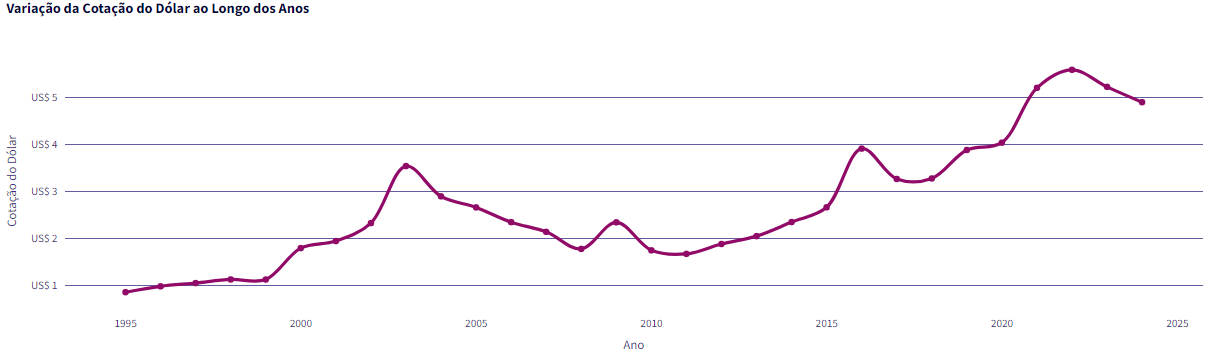 Variação da Cotação do Dólar ao Longo dos Anos
Cotação do Dólar
US$ 5
US$ 4
US$ 3
US$ 2
US$ 1
1995 2000 2005 2010 2015 2020 2025
Ano